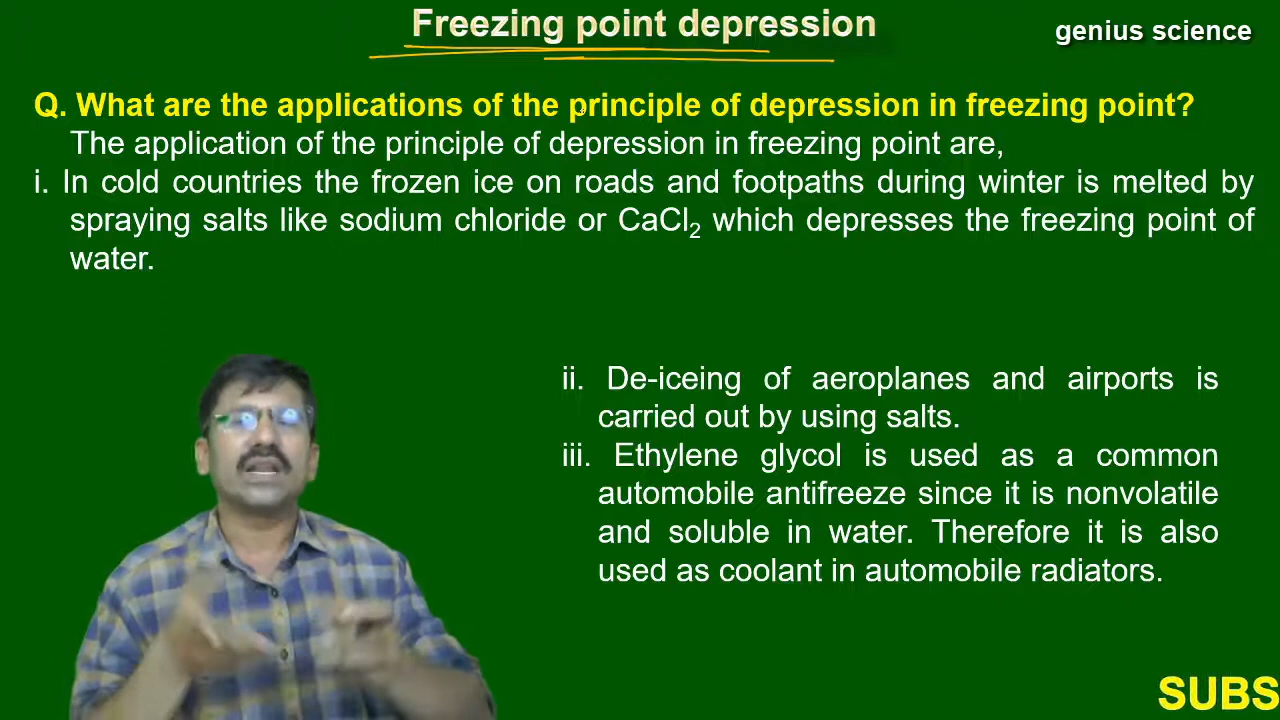 Freezing point depression
genius science
Q. What are the applications of the principle of depression in freezing point?
The application of the principle of depression in freezing point are,
i. In cold countries the frozen ice on roads and footpaths during winter is melted by
spraying salts like sodium chloride or CaCl₂ which depresses the freezing point of
water.
ii. De-iceing of aeroplanes and airports is
carried out by using salts.
iii. Ethylene glycol is used as a common
automobile antifreeze since it is nonvolatile
and soluble in water. Therefore it is also
used as coolant in automobile radiators.
SUBS